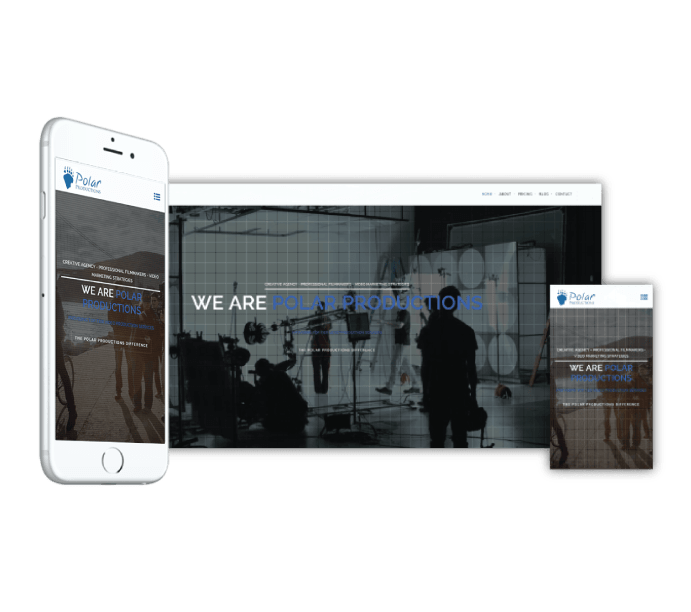 Polar
PRODUCTIONS
CREATIVE AGENCY - PROFESSIONAL FILMMAKERS - VIDEO
MARKETING STRATEGIES
WE ARE POLAR
PRODUCTIONS
THE POLAR PRODUCTIONS DIFFERENCE
HOME ABOUT PRICING BLOG CONTACT
CREATIVE AGENCY - PROFESSIONAL FILMMAKERS - VIDEO MARKETING STRATEGIES
WE ARE POLAR PRODUCTIONS
THE POLAR PRODUCTIONS DIFFERENCE
Polar
PRODUCTIONS
CREATIVE AGENCY - PROFESSIONAL FILMMAKERS
- VIDEO MARKETING STRATEGIES
WE ARE POLAR
PRODUCTIONS
THE POLAR PRODUCTIONS DIFFERENCE